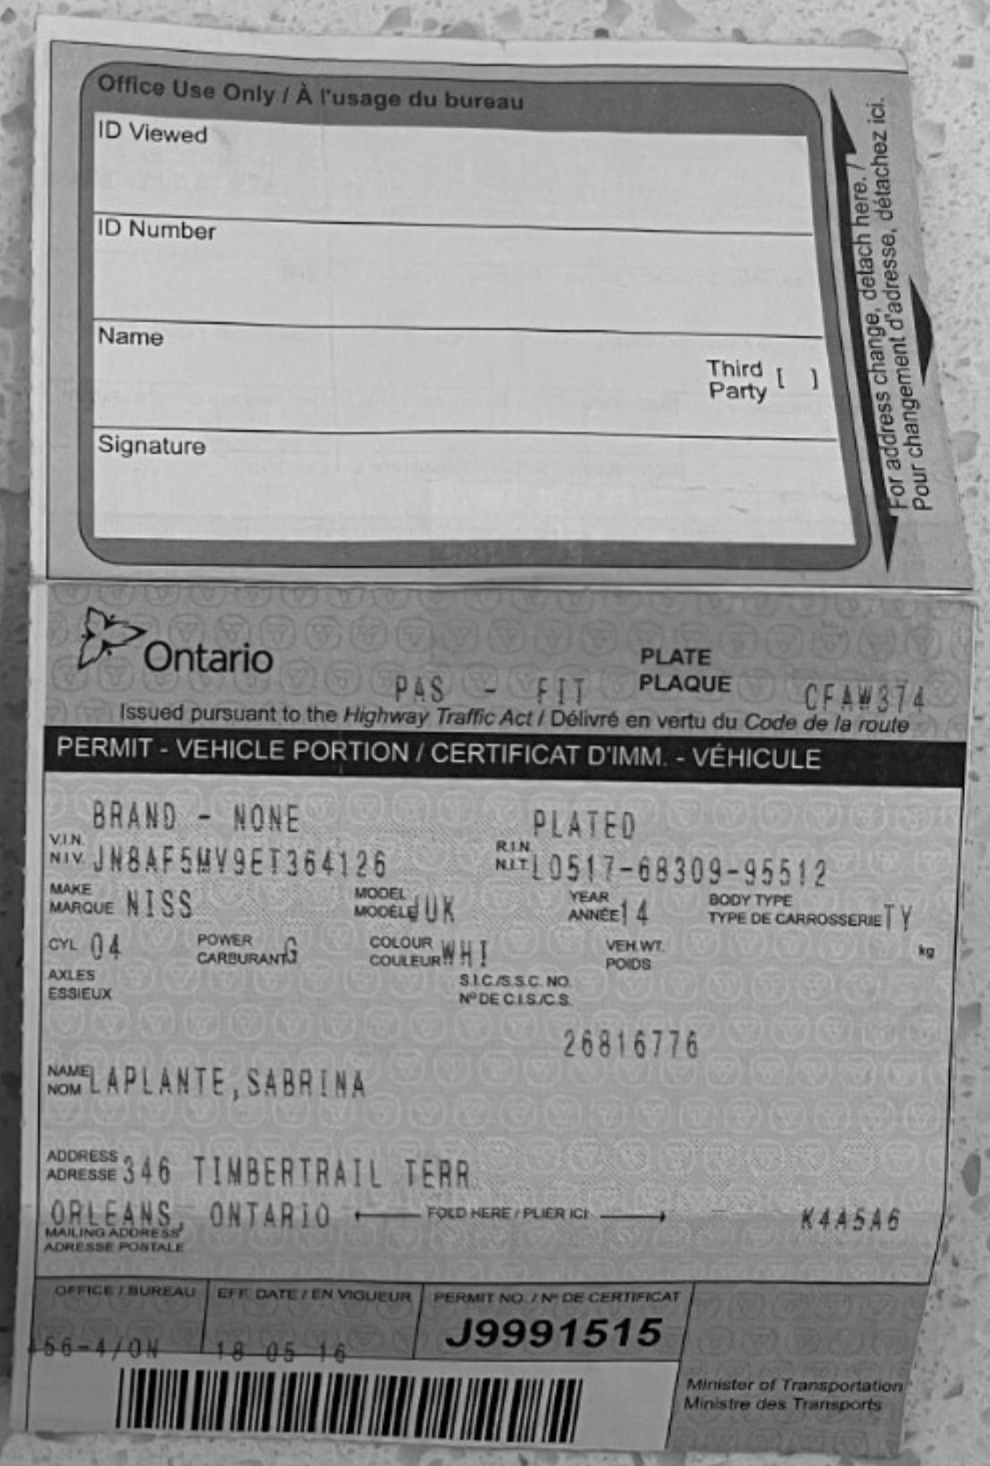 Office Use Only / À l'usage du bureau
ID Viewed
ID Number
Name
Third Party [ ]
Signature
For address change, detach here. /
Pour changement d'adresse, détachez ici.
Ontario
PAS - FIT
PLATE
PLAQUE CFAW374
Issued pursuant to the Highway Traffic Act / Délivré en vertu du Code de la route
PERMIT - VEHICLE PORTION / CERTIFICAT D'IMM. - VÉHICULE
BRAND - NONE PLATED
V.I.N. R.I.N.
N.I.V. JN8AF5MV9ET364126 N.I.T. L0517-68309-95512
MAKE MODEL YEAR BODY TYPE
MARQUE NISS MODÈLE JUK ANNÉE 14 TYPE DE CARROSSERIE TY
CYL 04 POWER COLOUR VEH.WT. kg
CARBURANT G COULEUR WHI POIDS
AXLES S.I.C./S.S.C. NO.
ESSIEUX Nº DE C.I.S./C.S.
26816776
NAME
NOM LAPLANTE,SABRINA
ADDRESS
ADRESSE 346 TIMBERTRAIL TERR
ORLEANS, ONTARIO FOLD HERE / PLIER ICI K4A5A6
MAILING ADDRESS
ADRESSE POSTALE
OFFICE / BUREAU EFF. DATE / EN VIGUEUR PERMIT NO. / Nº DE CERTIFICAT
56-4/ON 18 05 16 J9991515
Minister of Transportation
Ministre des Transports